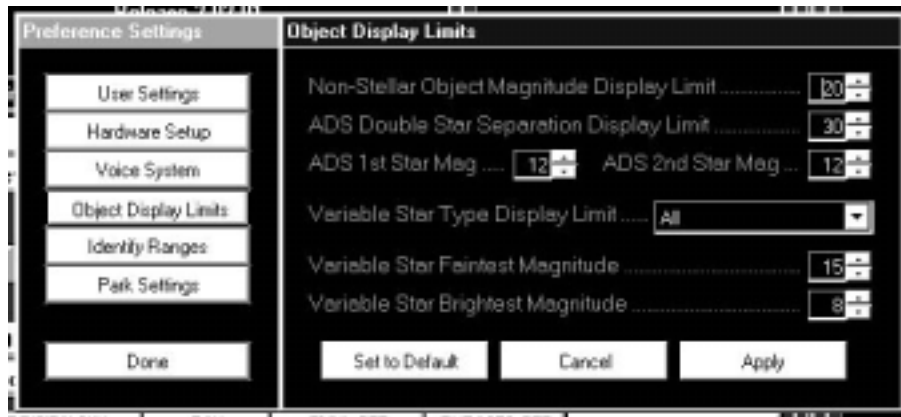 Preference Settings
Object Display Limits
User Settings
Hardware Setup
Voice System
Object Display Limits
Identify Ranges
Park Settings
Done
Non-Stellar Object Magnitude Display Limit .............. 20
ADS Double Star Separation Display Limit .............. 30
ADS 1st Star Mag .... 12 ADS 2nd Star Mag ... 12
Variable Star Type Display Limit ..... All
Variable Star Faintest Magnitude .............................. 15
Variable Star Brightest Magnitude ............................ 8
Set to Default Cancel Apply